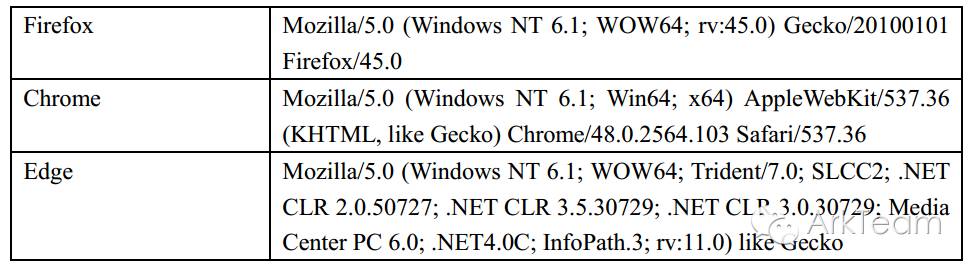 Firefox
Mozilla/5.0 (Windows NT 6.1; WOW64; rv:45.0) Gecko/20100101
Firefox/45.0
Chrome
Mozilla/5.0 (Windows NT 6.1; Win64; x64) AppleWebKit/537.36
(KHTML, like Gecko) Chrome/48.0.2564.103 Safari/537.36
Edge
Mozilla/5.0 (Windows NT 6.1; WOW64; Trident/7.0; SLCC2; .NET
CLR 2.0.50727; .NET CLR 3.5.30729; .NET CLR 3.0.30729; Media
Center PC 6.0; .NET4.0C; InfoPath.3; rv:11.0) like Gecko
ArkTeam